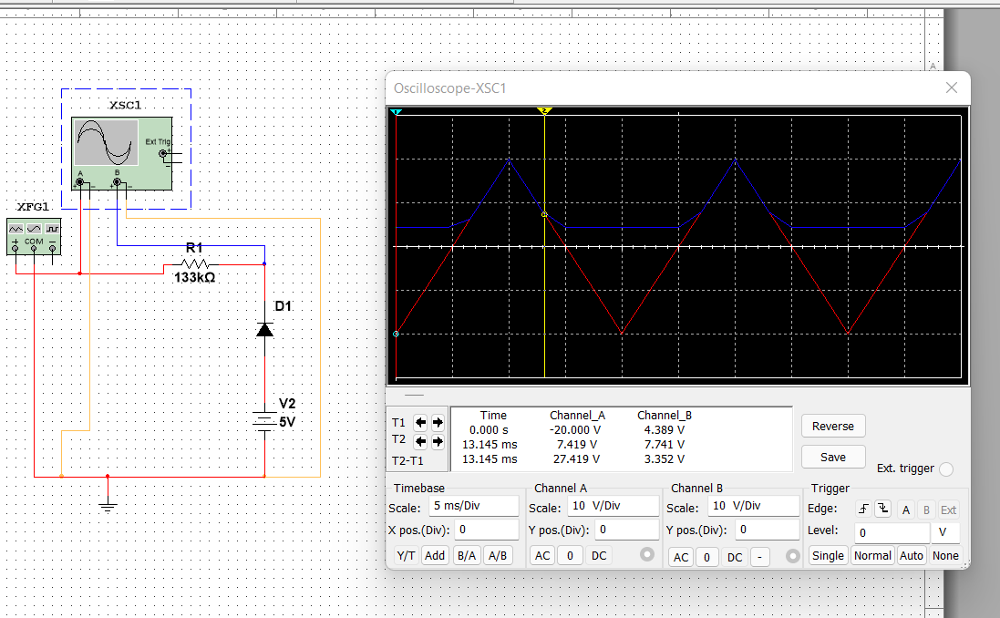 A
Oscilloscope-XSC1
XSC1
Ext Trig
+
-
A
B
+ - + -
XFG1
+ COM -
R1
133kΩ
D1
V2
5V
1
2
Time Channel_A Channel_B
T1 0.000 s -20.000 V 4.389 V
T2 13.145 ms 7.419 V 7.741 V
T2-T1 13.145 ms 27.419 V 3.352 V
Reverse
Save
Ext. trigger
Timebase Channel A Channel B Trigger
Scale: 5 ms/Div Scale: 10 V/Div Scale: 10 V/Div Edge: A B Ext
X pos.(Div): 0 Y pos.(Div): 0 Y pos.(Div): 0 Level: 0 V
Y/T Add B/A A/B AC 0 DC AC 0 DC - Single Normal Auto None